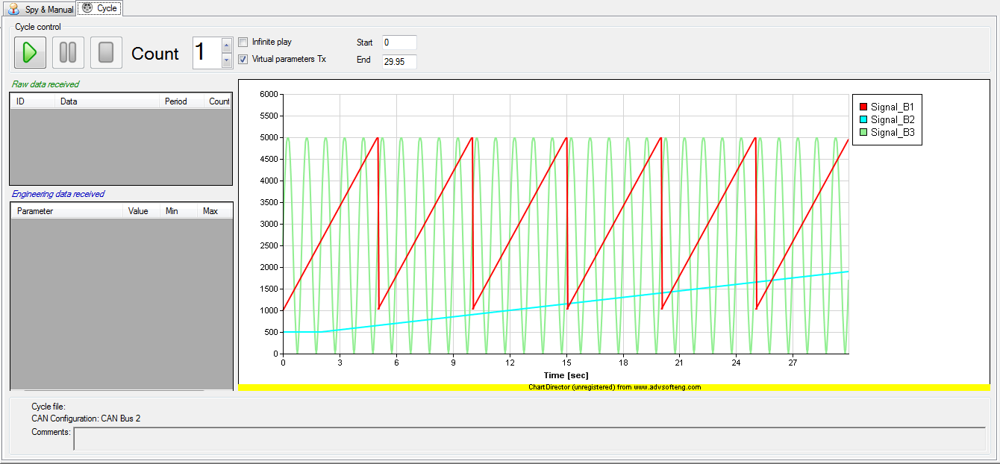 Spy & Manual Cycle
Cycle control
Count 1
Infinite play
Virtual parameters Tx
Start 0
End 29.95
Raw data received
ID Data Period Count
Engineering data received
Parameter Value Min Max
6000
5500
5000
4500
4000
3500
3000
2500
2000
1500
1000
500
0
0 3 6 9 12 15 18 21 24 27
Time [sec]
Signal_B1
Signal_B2
Signal_B3
ChartDirector (unregistered) from www.advsofteng.com
Cycle file:
CAN Configuration: CAN Bus 2
Comments: